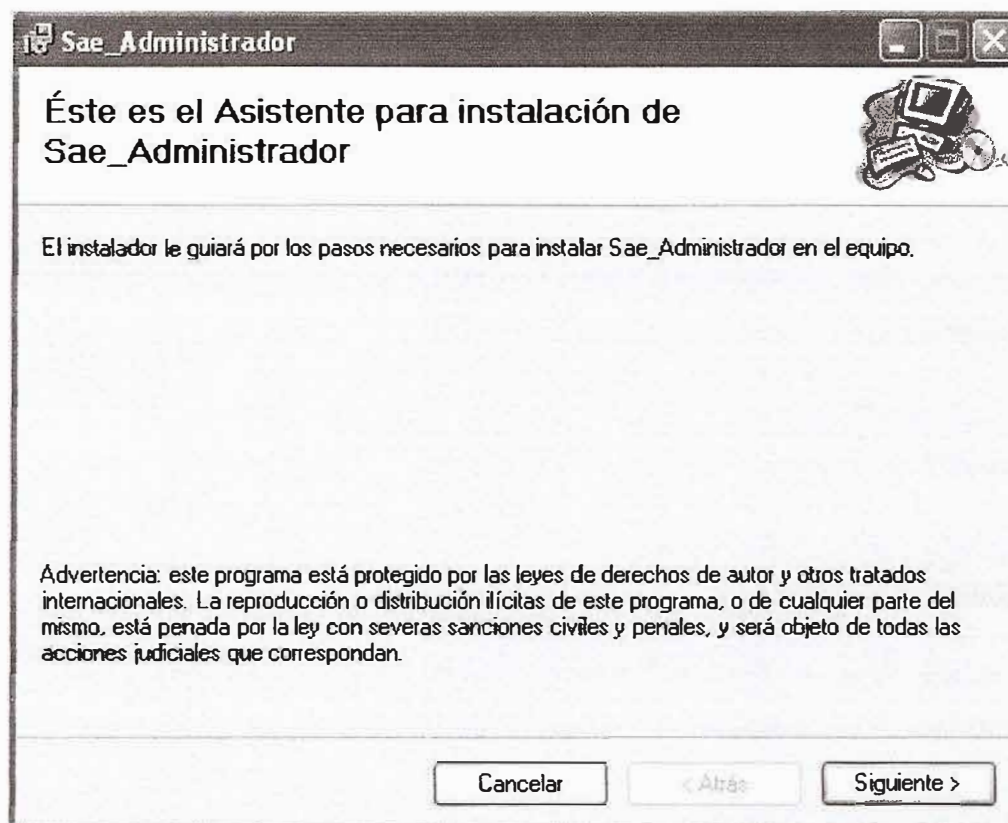 Sae_Administrador
Éste es el Asistente para instalación de
Sae_Administrador
El instalador le guiará por los pasos necesarios para instalar Sae_Administrador en el equipo.
Advertencia: este programa está protegido por las leyes de derechos de autor y otros tratados
internacionales. La reproducción o distribución ilícitas de este programa, o de cualquier parte del
mismo, está penada por la ley con severas sanciones civiles y penales, y será objeto de todas las
acciones judiciales que correspondan.
Cancelar
< Atrás
Siguiente >